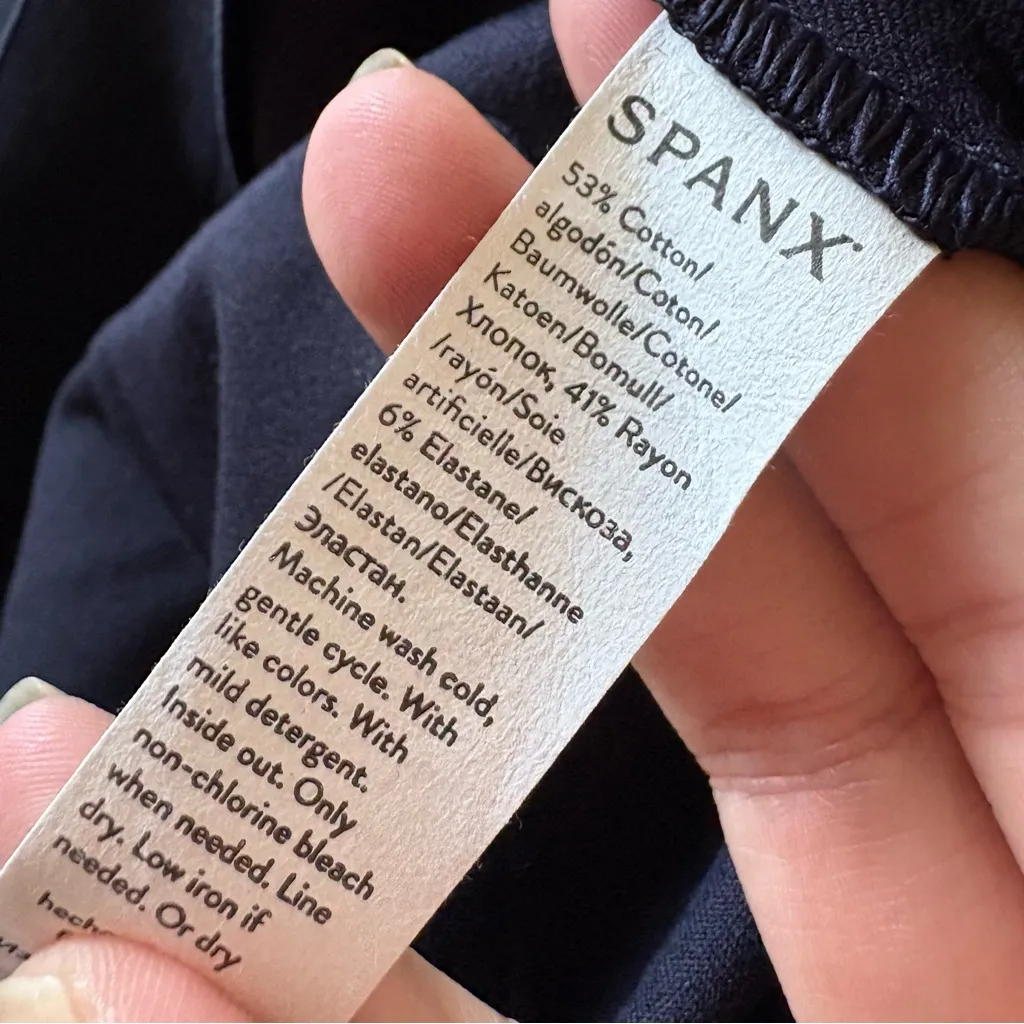 SPANX
53% Cotton/
algodón/Coton/
Baumwolle/Cotone/
Katoen/Bomull/
Хлопок, 41% Rayon
/rayón/Soie
artificielle/Вискоза,
6% Elastane/
elastano/Elasthanne
/Elastan/Elastaan/
Эластан.
Machine wash cold,
gentle cycle. With
like colors. With
mild detergent.
Inside out. Only
non-chlorine bleach
when needed. Line
dry. Low iron if
needed. Or dry